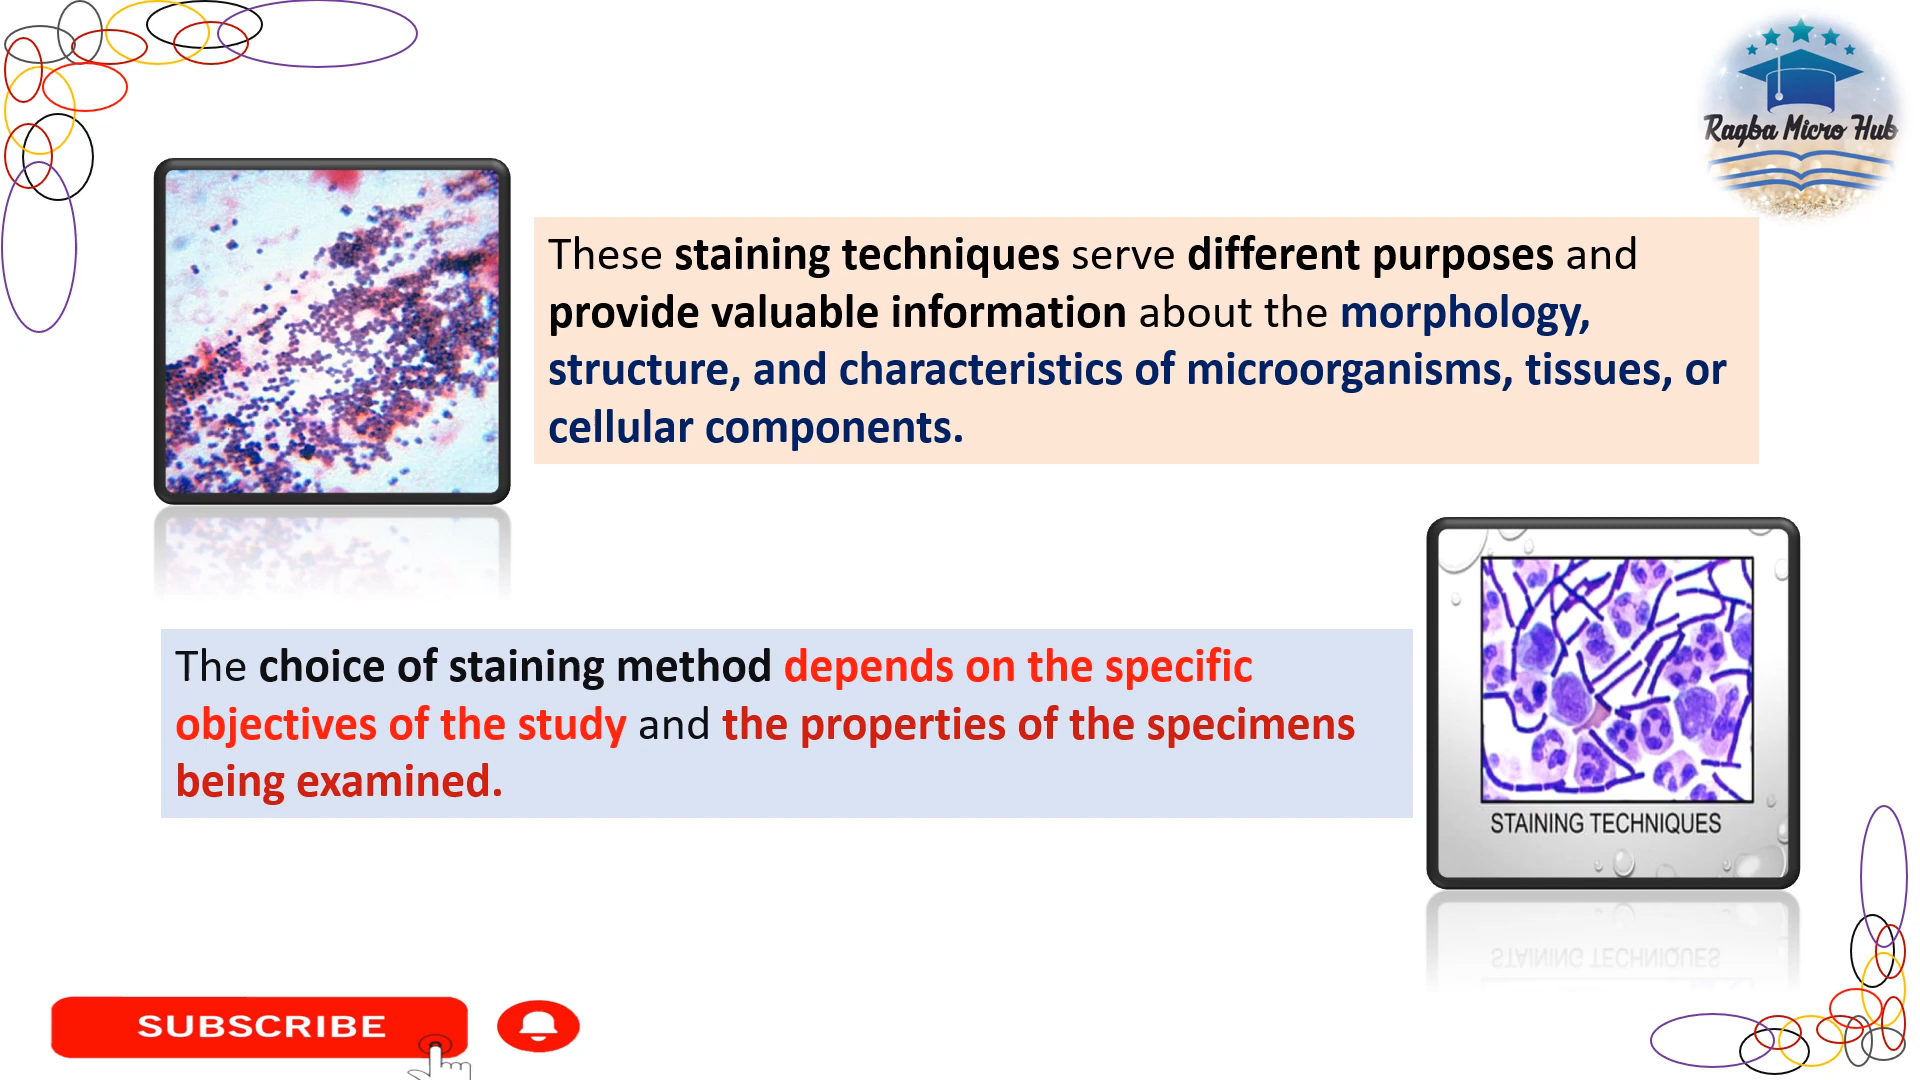 Raqba Micro Hub
These staining techniques serve different purposes and
provide valuable information about the morphology,
structure, and characteristics of microorganisms, tissues, or
cellular components.
The choice of staining method depends on the specific
objectives of the study and the properties of the specimens
being examined.
STAINING TECHNIQUES
SUBSCRIBE